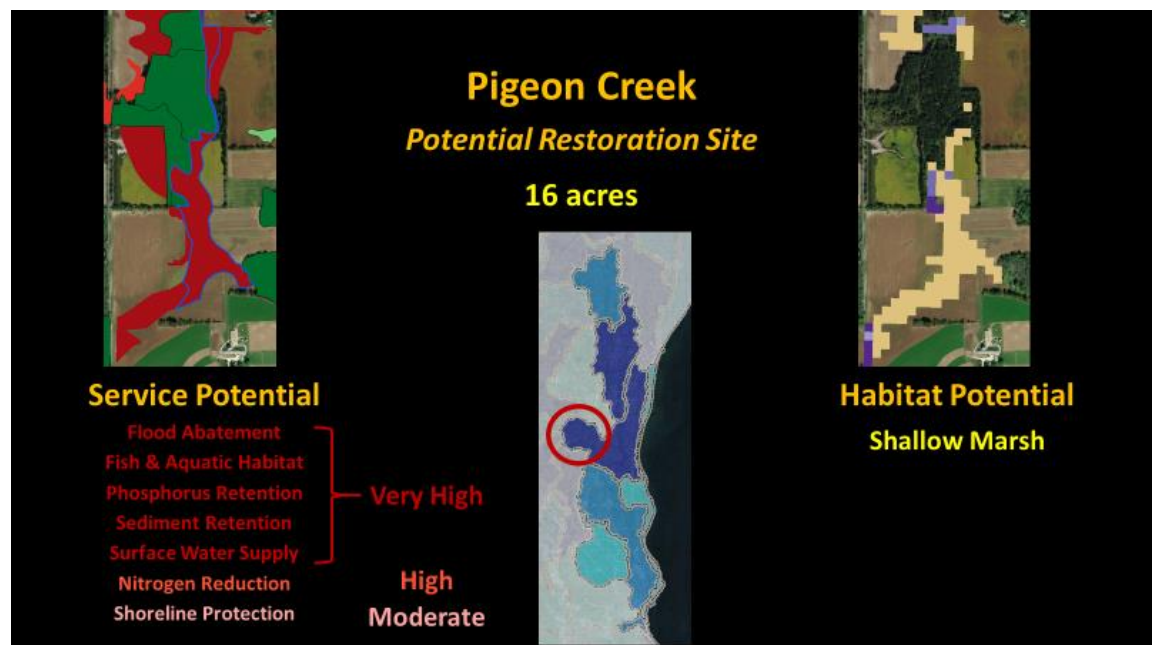 Pigeon Creek
Potential Restoration Site
16 acres
Service Potential
Flood Abatement
Fish & Aquatic Habitat
Phosphorus Retention
Sediment Retention
Surface Water Supply
Very High
Nitrogen Reduction
High
Shoreline Protection
Moderate
Habitat Potential
Shallow Marsh